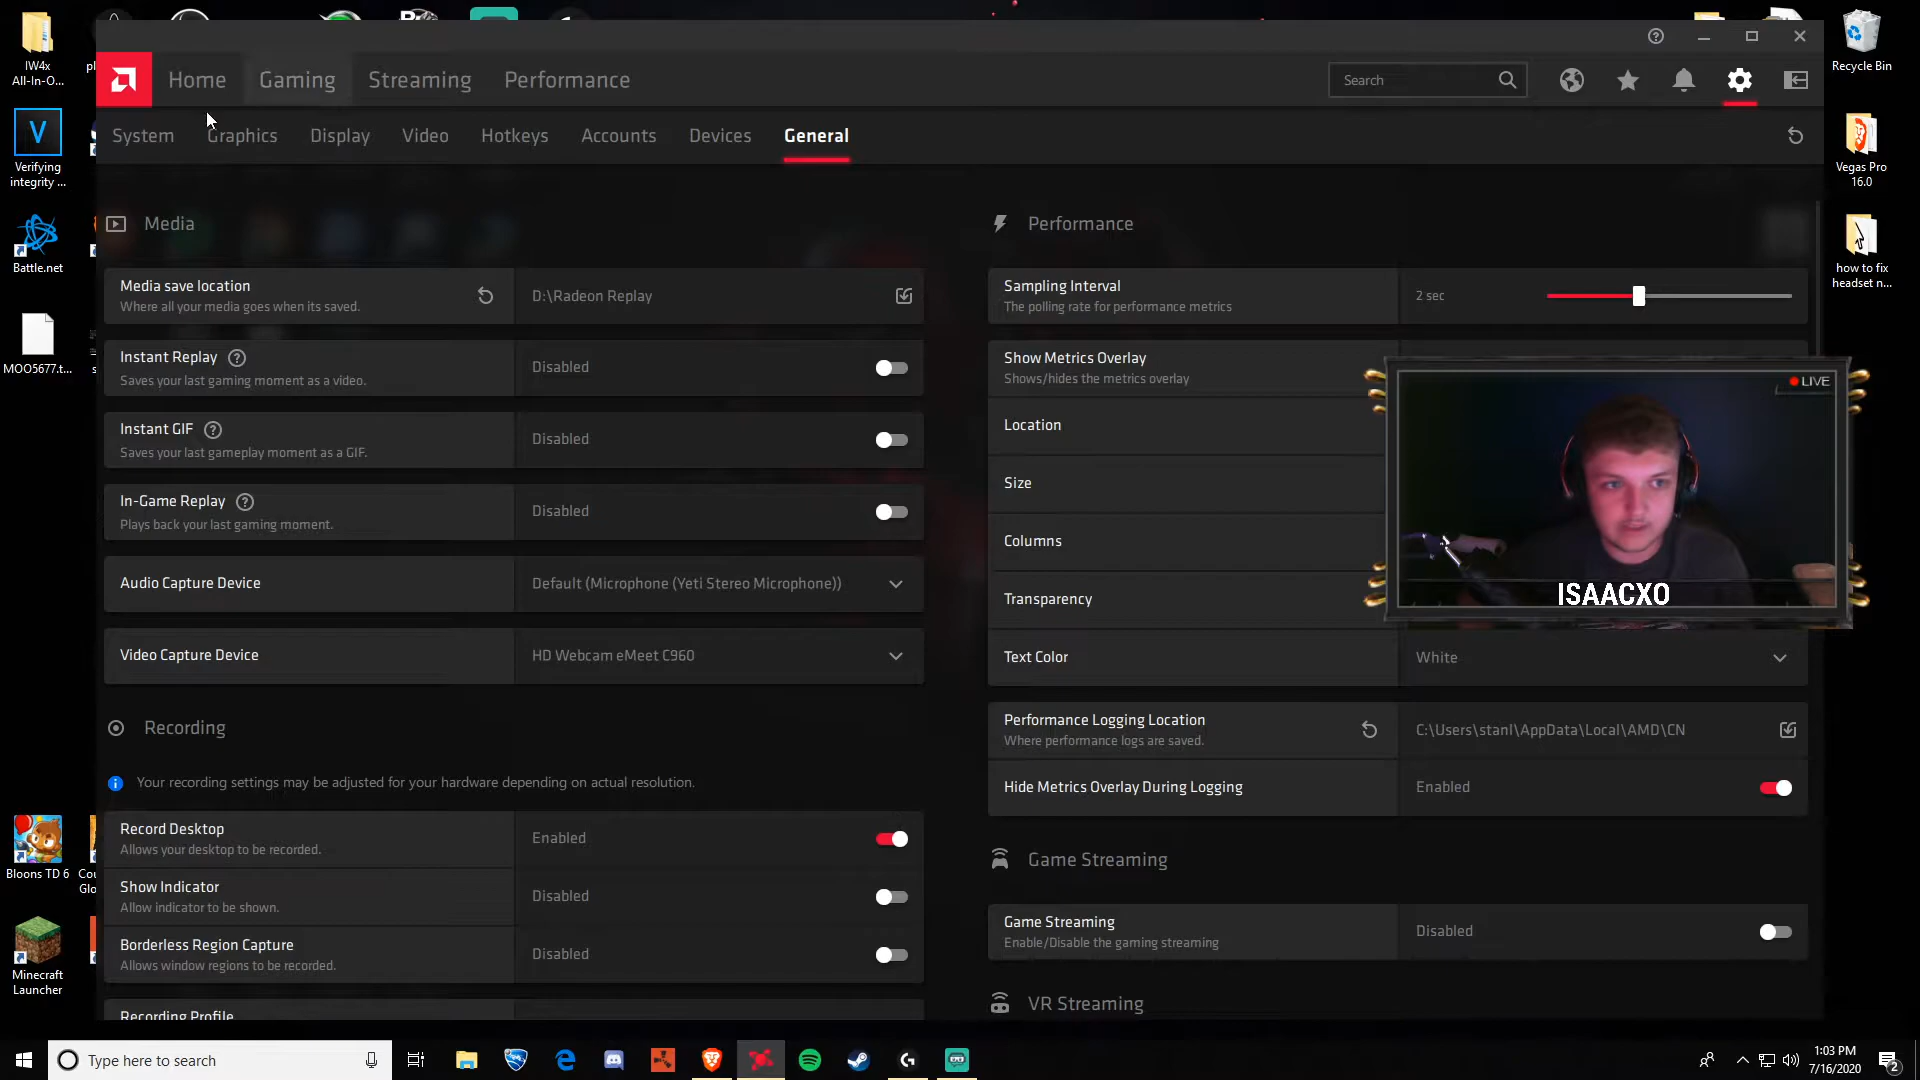 IW4x
All-In-O...
pl
Verifying
integrity ...
Battle.net
MOO5677.t...
s
Bloons TD 6
Cou
Glo
Minecraft
Launcher
Recycle Bin
Vegas Pro
16.0
how to fix
headset n...
Home
Gaming
Streaming
Performance
Search
System
Graphics
Display
Video
Hotkeys
Accounts
Devices
General
Media
Media save location
Where all your media goes when its saved.
D:\Radeon Replay
Instant Replay
Saves your last gaming moment as a video.
Disabled
Instant GIF
Saves your last gameplay moment as a GIF.
Disabled
In-Game Replay
Plays back your last gaming moment.
Disabled
Audio Capture Device
Default (Microphone (Yeti Stereo Microphone))
Video Capture Device
HD Webcam eMeet C960
Recording
Your recording settings may be adjusted for your hardware depending on actual resolution.
Record Desktop
Allows your desktop to be recorded.
Enabled
Show Indicator
Allow indicator to be shown.
Disabled
Borderless Region Capture
Allows window regions to be recorded.
Disabled
Recording Profile
Performance
Sampling Interval
The polling rate for performance metrics
2 sec
Show Metrics Overlay
Shows/hides the metrics overlay
Location
Size
Columns
Transparency
Text Color
White
LIVE
ISAACXO
Performance Logging Location
Where performance logs are saved.
C:\Users\stanl\AppData\Local\AMD\CN
Hide Metrics Overlay During Logging
Enabled
Game Streaming
Game Streaming
Enable/Disable the gaming streaming
Disabled
VR Streaming
Type here to search
1:03 PM
7/16/2020
2